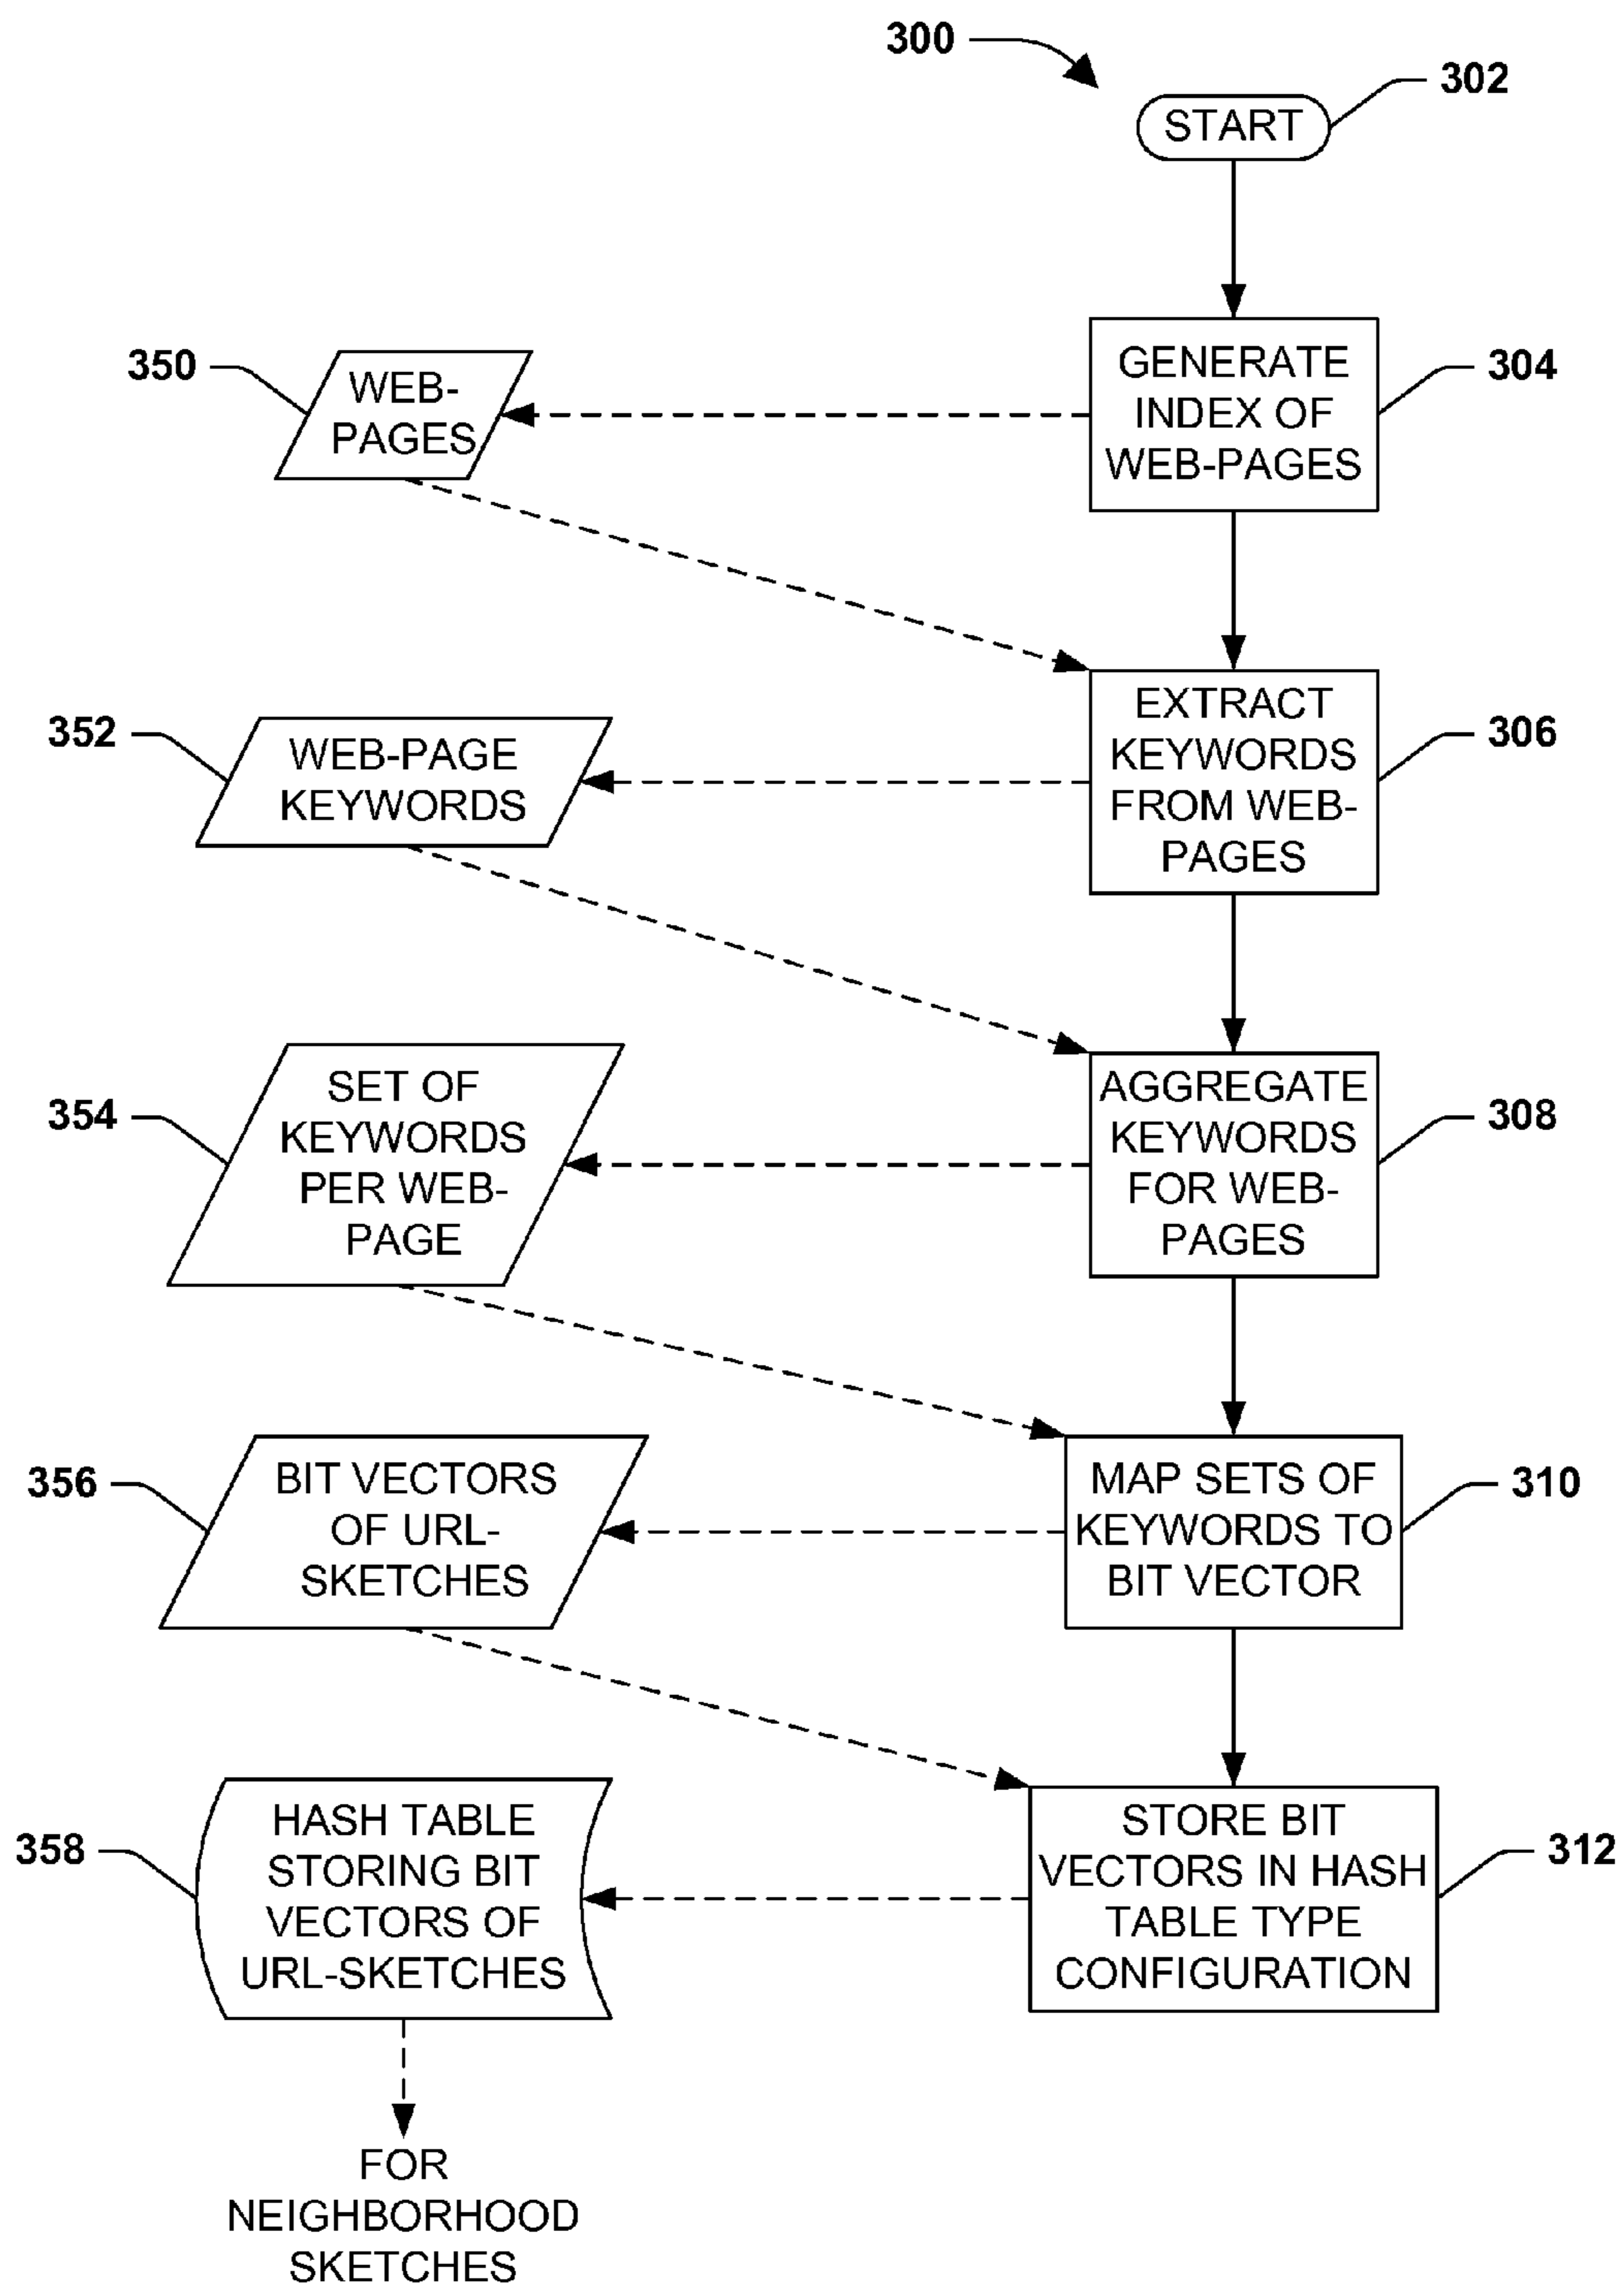 300
302
START
350
WEB-
PAGES
GENERATE
INDEX OF
WEB-PAGES
304
352
WEB-PAGE
KEYWORDS
EXTRACT
KEYWORDS
FROM WEB-
PAGES
306
354
SET OF
KEYWORDS
PER WEB-
PAGE
AGGREGATE
KEYWORDS
FOR WEB-
PAGES
308
356
BIT VECTORS
OF URL-
SKETCHES
MAP SETS OF
KEYWORDS TO
BIT VECTOR
310
358
HASH TABLE
STORING BIT
VECTORS OF
URL-SKETCHES
STORE BIT
VECTORS IN HASH
TABLE TYPE
CONFIGURATION
312
FOR
NEIGHBORHOOD
SKETCHES